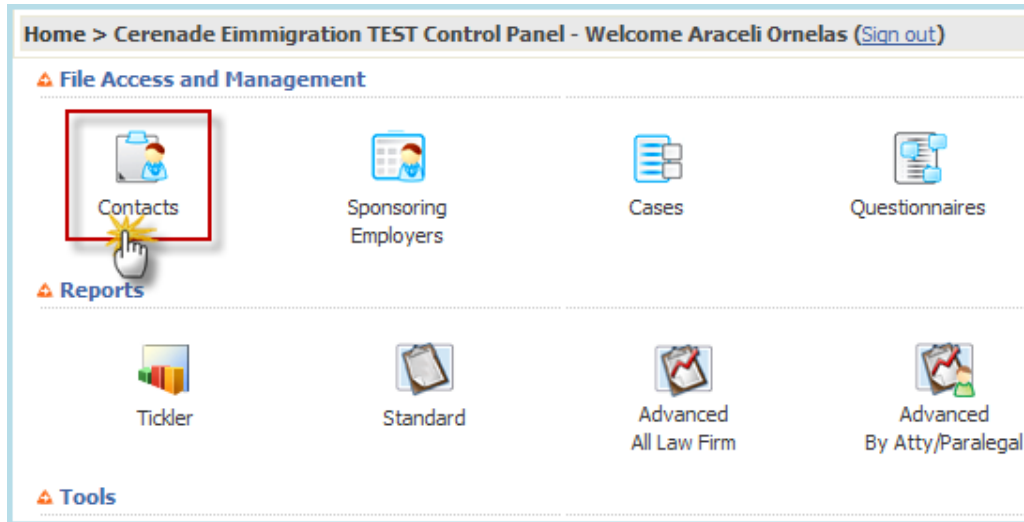 Home > Cerenade Eimmigration TEST Control Panel - Welcome Araceli Ornelas (Sign out)
File Access and Management
Contacts
Sponsoring
Employers
Cases
Questionnaires
Reports
Tickler
Standard
Advanced
All Law Firm
Advanced
By Atty/Paralegal
Tools